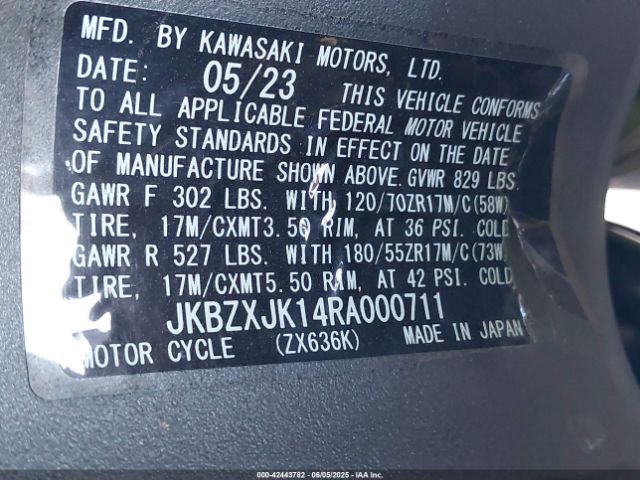 MFD. BY KAWASAKI MOTORS, LTD.
DATE: 05/23 THIS VEHICLE CONFORMS
TO ALL APPLICABLE FEDERAL MOTOR VEHICLE
SAFETY STANDARDS IN EFFECT ON THE DATE
OF MANUFACTURE SHOWN ABOVE. GVWR 829 LBS.
GAWR F 302 LBS. WITH 120/70ZR17M/C(58W)
TIRE, 17M/CXMT3.50 RIM, AT 36 PSI. COLD
GAWR R 527 LBS. WITH 180/55ZR17M/C(73W)
TIRE, 17M/CXMT5.50 RIM, AT 42 PSI. COLD
JKBZXJK14RA000711
MOTOR CYCLE (ZX636K) MADE IN JAPAN
000-42443782 - 06/05/2025 - IAA INC.